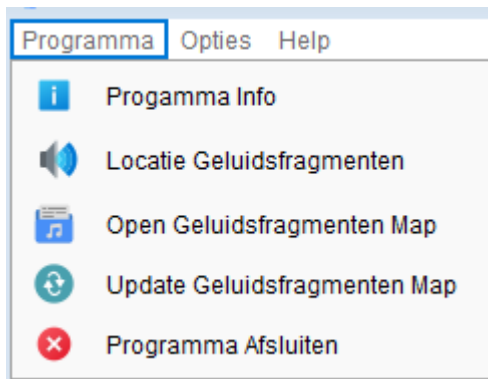 Programma Opties Help
Progamma Info
Locatie Geluidsfragmenten
Open Geluidsfragmenten Map
Update Geluidsfragmenten Map
Programma Afsluiten